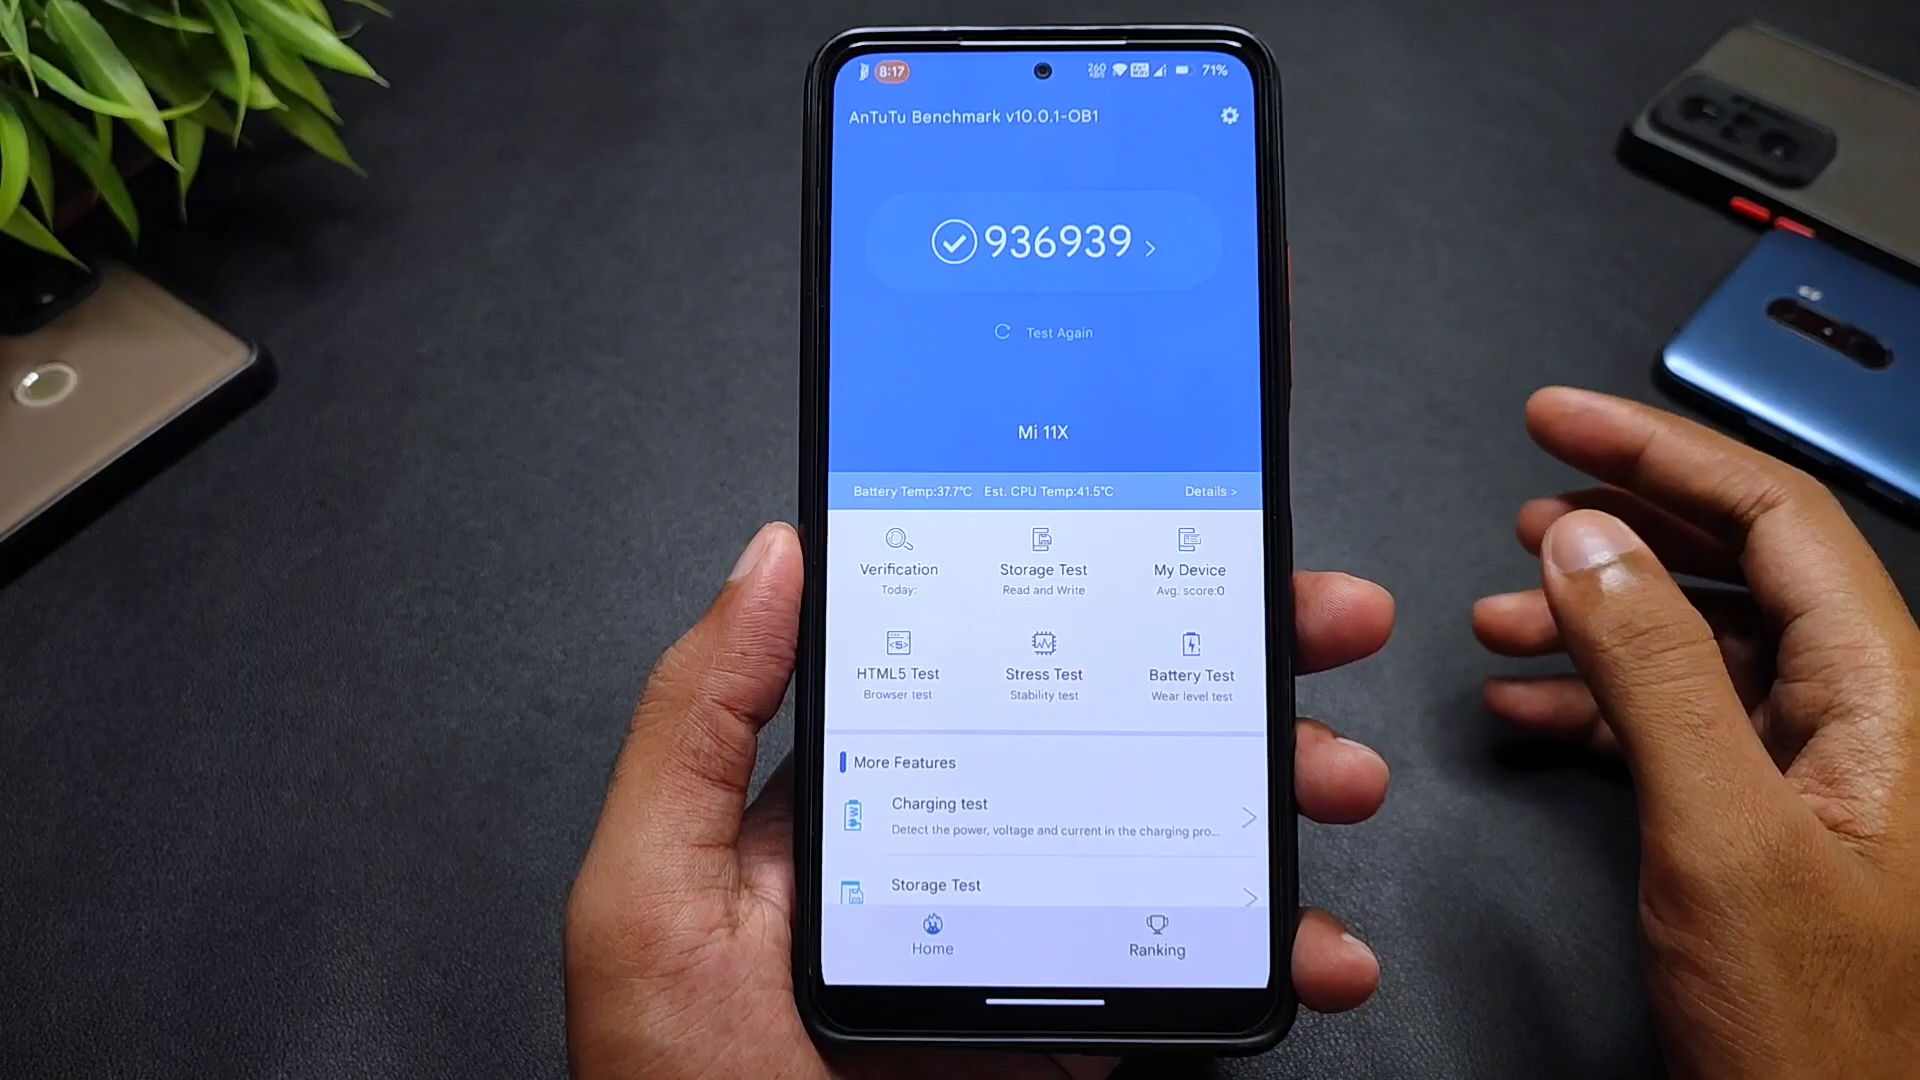 8:17
260
71%
AnTuTu Benchmark v10.0.1-OB1
936939 >
Test Again
Mi 11X
Battery Temp:37.7℃ Est. CPU Temp:41.5℃ Details >
Verification Storage Test My Device
Today: Read and Write Avg. score:0
HTML5 Test Stress Test Battery Test
Browser test Stability test Wear level test
More Features
Charging test
Detect the power, voltage and current in the charging pro...
Storage Test
Home Ranking